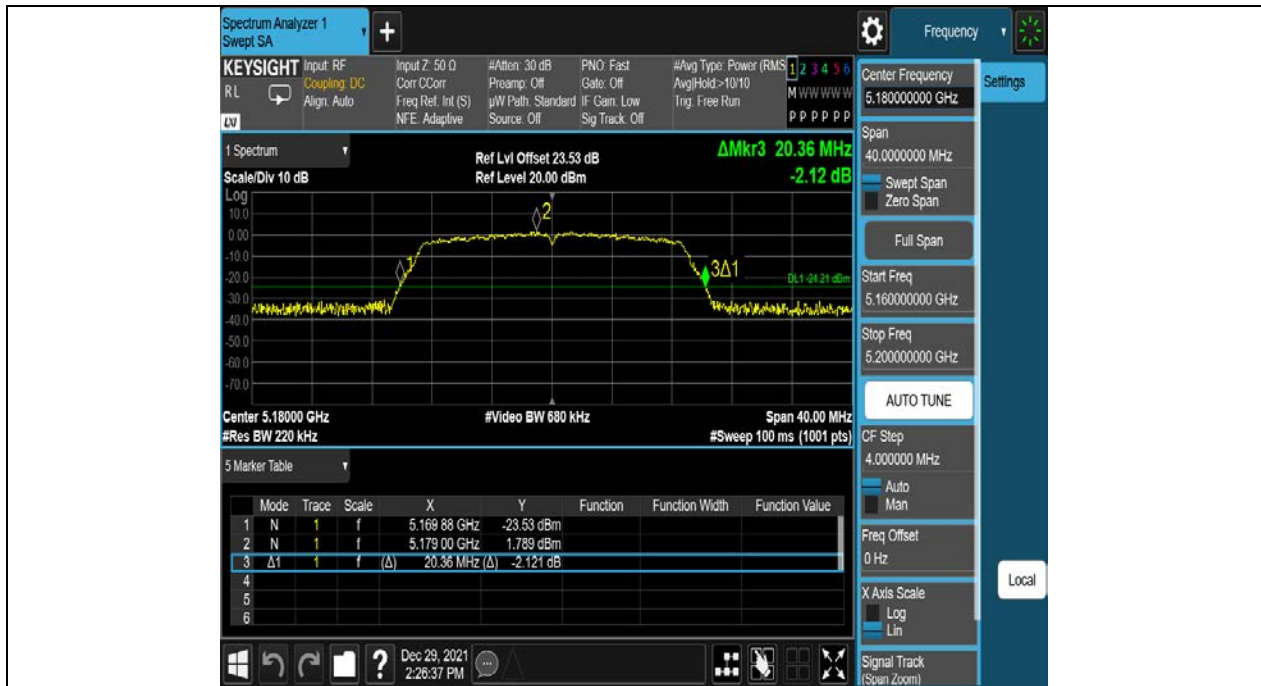 Spectrum Analyzer 1
Swept SA
+
Frequency
KEYSIGHT
RL
LXI
Input: RF
Coupling: DC
Align: Auto
Input Z: 50 Ω
Corr CCorr
Freq Ref: Int (S)
NFE: Adaptive
#Atten: 30 dB
Preamp: Off
µW Path: Standard
Source: Off
PNO: Fast
Gate: Off
IF Gain: Low
Sig Track: Off
#Avg Type: Power (RMS
Avg|Hold:>10/10
Trig: Free Run
1 2 3 4 5 6
M W W W W W
P P P P P P
1 Spectrum
Scale/Div 10 dB
Ref Lvl Offset 23.53 dB
Ref Level 20.00 dBm
ΔMkr3 20.36 MHz
-2.12 dB
Log
10.0
0.00
-10.0
-20.0
-30.0
-40.0
-50.0
-60.0
-70.0
1
2
3Δ1
DL1 -24.21 dBm
Center 5.18000 GHz
#Video BW 680 kHz
Span 40.00 MHz
#Res BW 220 kHz
#Sweep 100 ms (1001 pts)
5 Marker Table
Mode Trace Scale X Y Function Function Width Function Value
1 N 1 f 5.169 88 GHz -23.53 dBm
2 N 1 f 5.179 00 GHz 1.789 dBm
3 Δ1 1 f (Δ) 20.36 MHz (Δ) -2.121 dB
4
5
6
?
Dec 29, 2021
2:26:37 PM
Center Frequency
5.180000000 GHz
Settings
Span
40.0000000 MHz
Swept Span
Zero Span
Full Span
Start Freq
5.160000000 GHz
Stop Freq
5.200000000 GHz
AUTO TUNE
CF Step
4.000000 MHz
Auto
Man
Freq Offset
0 Hz
Local
X Axis Scale
Log
Lin
Signal Track
(Span Zoom)